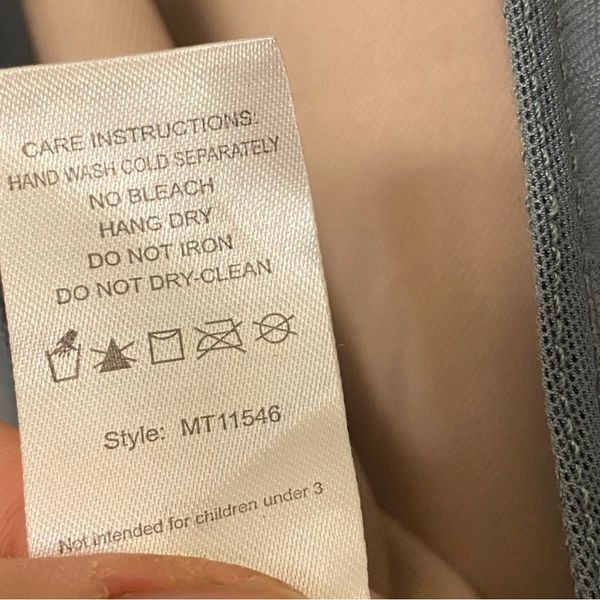 CARE INSTRUCTIONS:
HAND WASH COLD SEPARATELY
NO BLEACH
HANG DRY
DO NOT IRON
DO NOT DRY-CLEAN
Style: MT11546
Not intended for children under 3